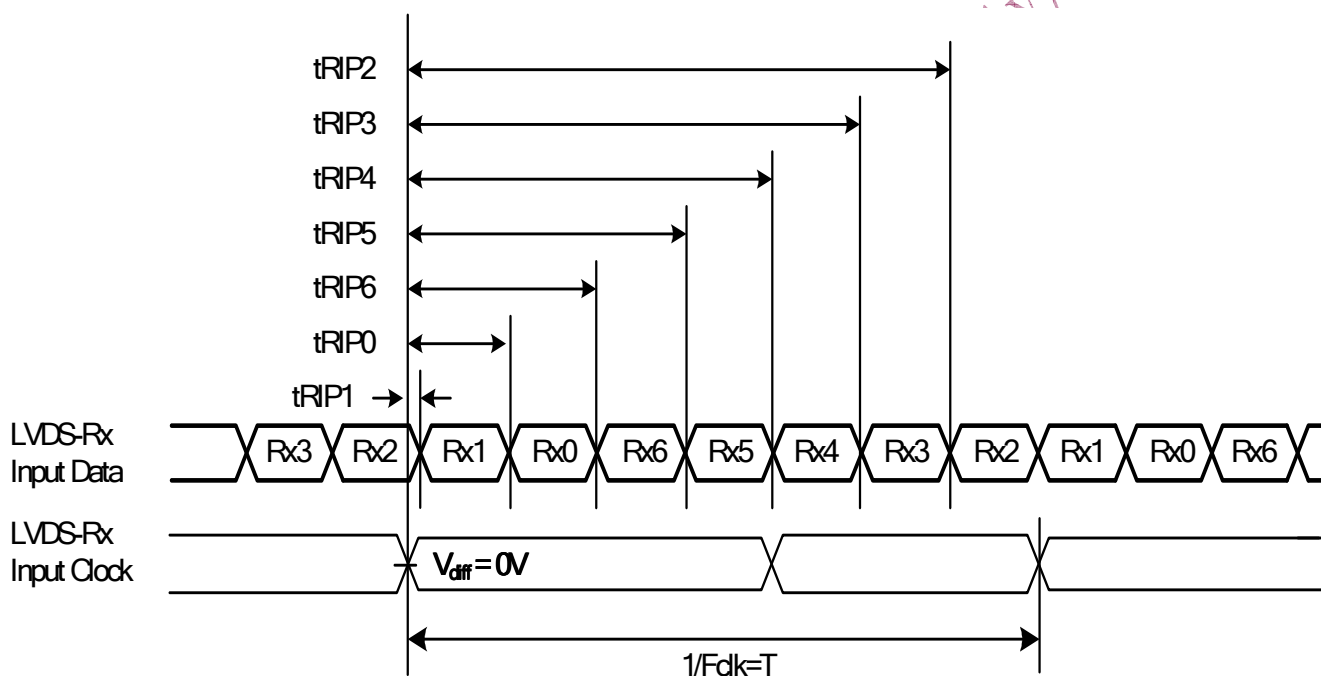 tRIP2
tRIP3
tRIP4
tRIP5
tRIP6
tRIP0
tRIP1
LVDS-Rx
Input Data
Rx3 Rx2 Rx1 Rx0 Rx6 Rx5 Rx4 Rx3 Rx2 Rx1 Rx0 Rx6
LVDS-Rx
Input Clock
Vdiff = 0V
1/Fclk=T